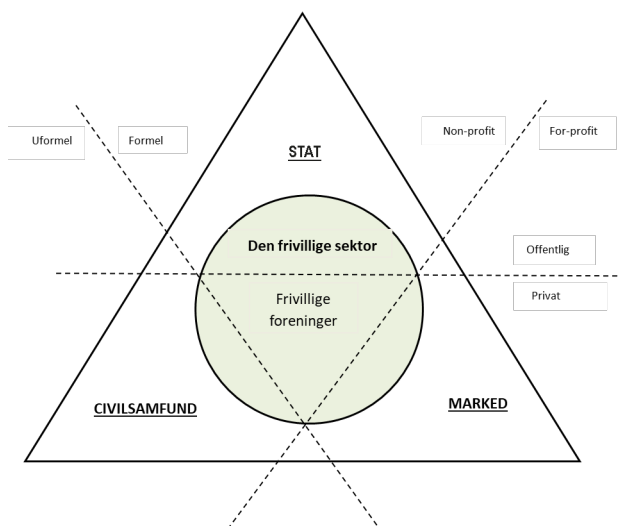 Non-profit
For-profit
Uformel
Formel
STAT
Den frivillige sektor
Offentlig
Frivillige
foreninger
Privat
CIVILSAMFUND
MARKED